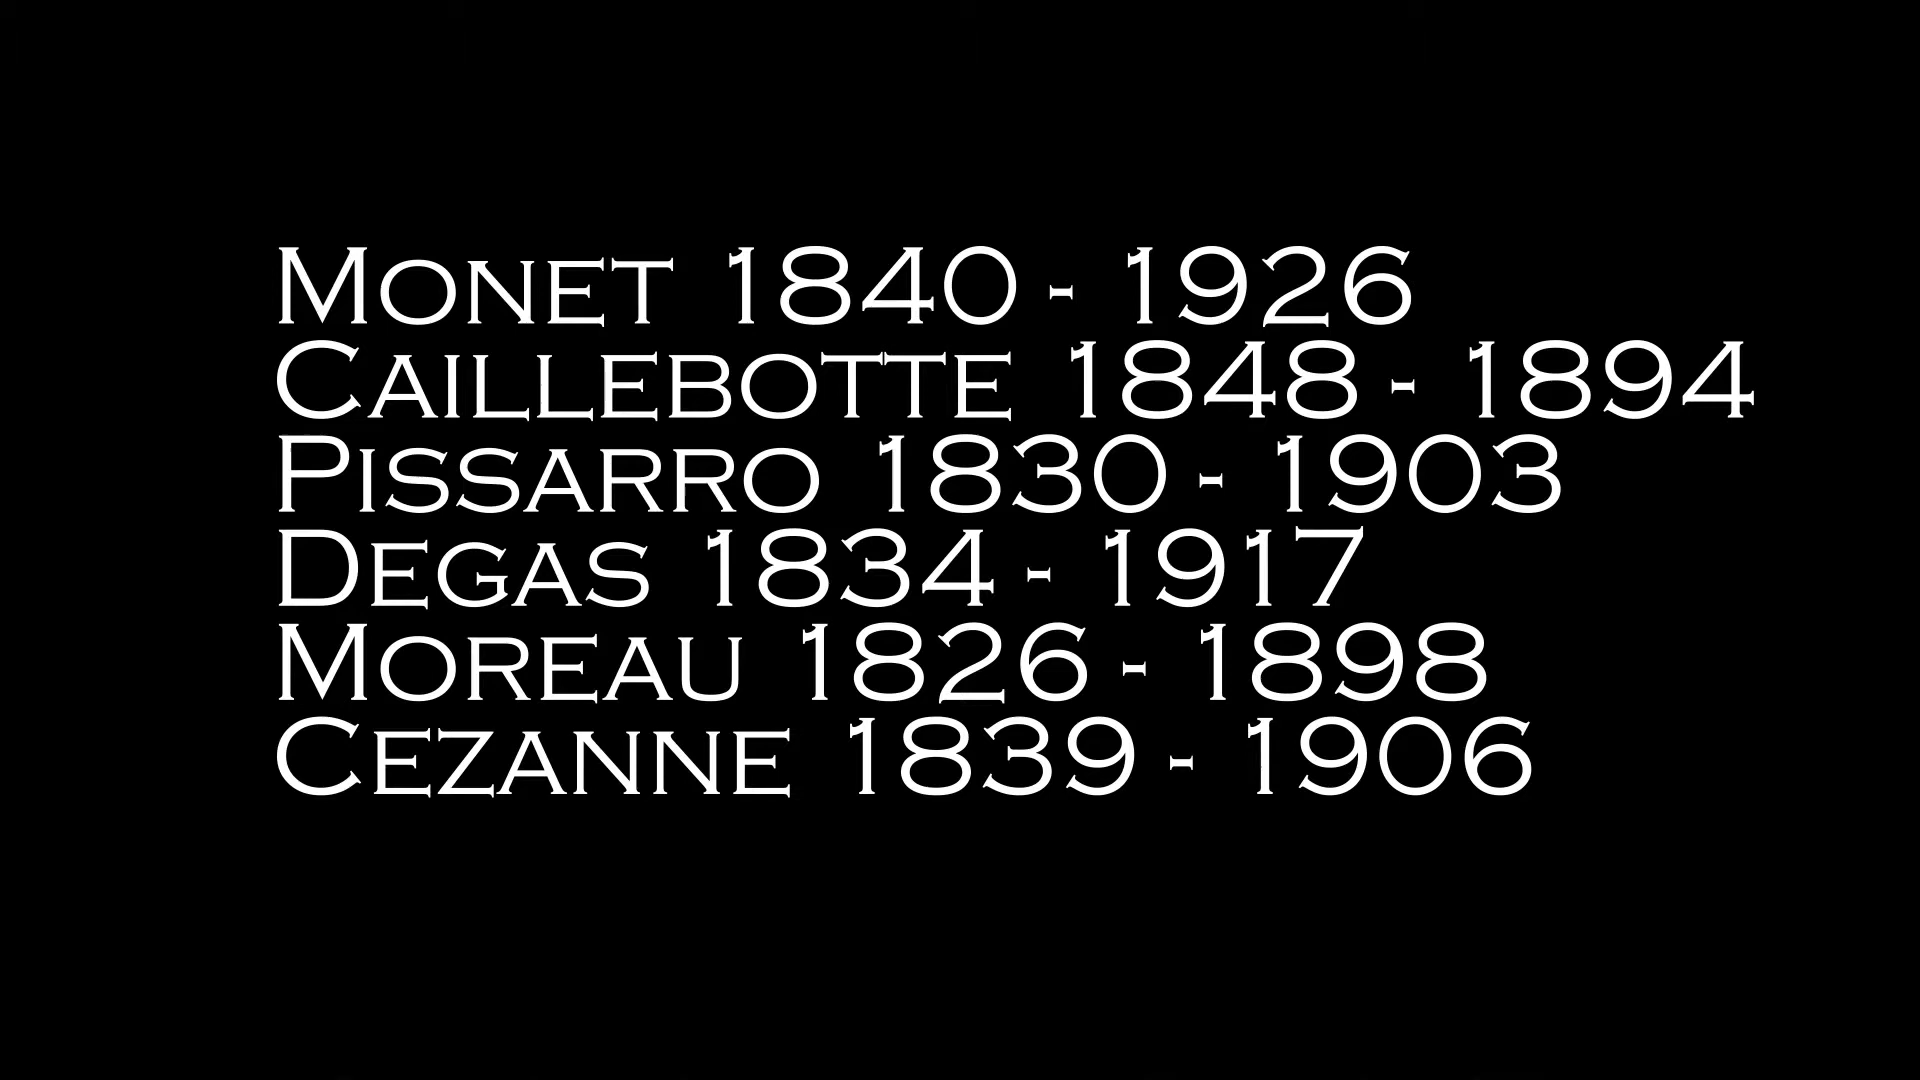 Monet 1840 - 1926
Caillebotte 1848 - 1894
Pissarro 1830 - 1903
Degas 1834 - 1917
Moreau 1826 - 1898
Cezanne 1839 - 1906